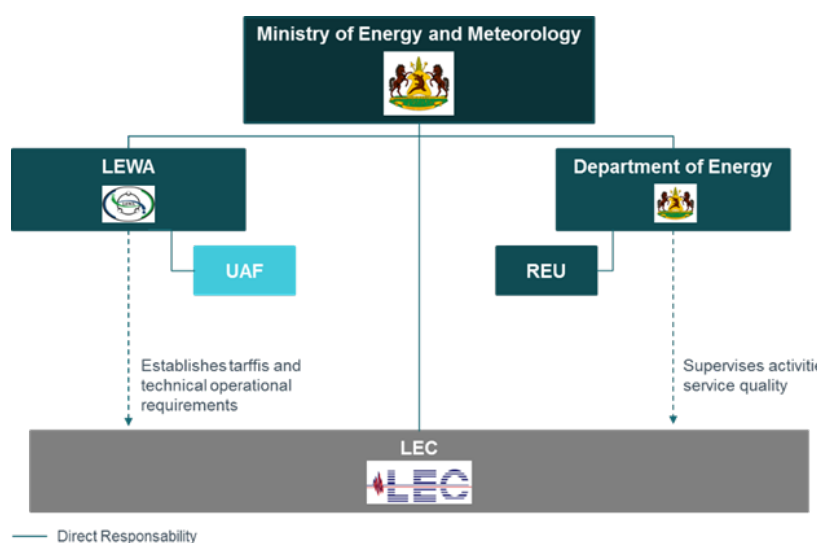 Ministry of Energy and Meteorology
LEWA
Department of Energy
UAF
REU
Establishes tarffis and
technical operational
requirements
Supervises activitie
service quality
LEC
LEC
Direct Responsability